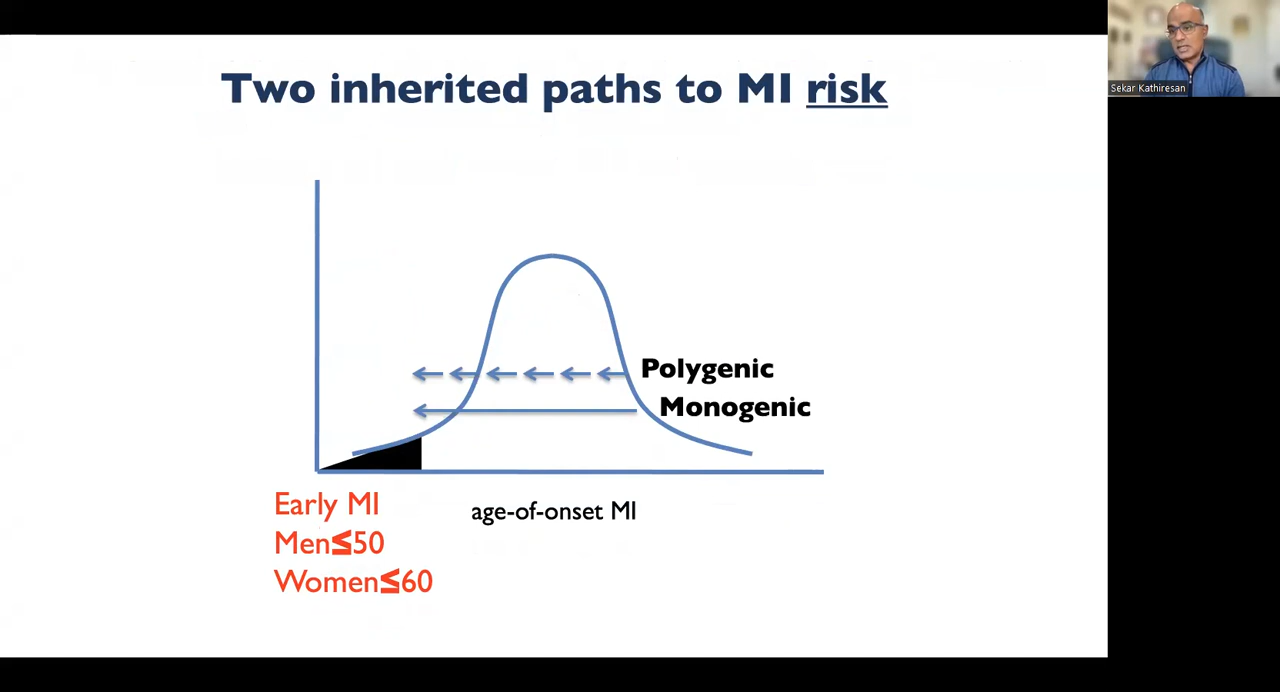 Two inherited paths to MI risk
Sekar Kathiresan
Polygenic
Monogenic
Early MI
Men≤50
Women≤60
age-of-onset MI